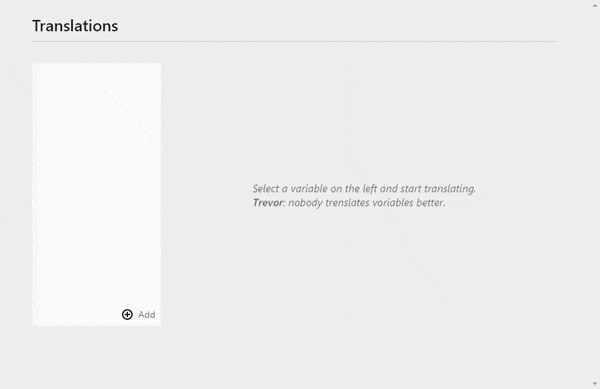 Translations
Select a variable on the left and start translating.
Trevor: nobody trenslates voriables better.
Add